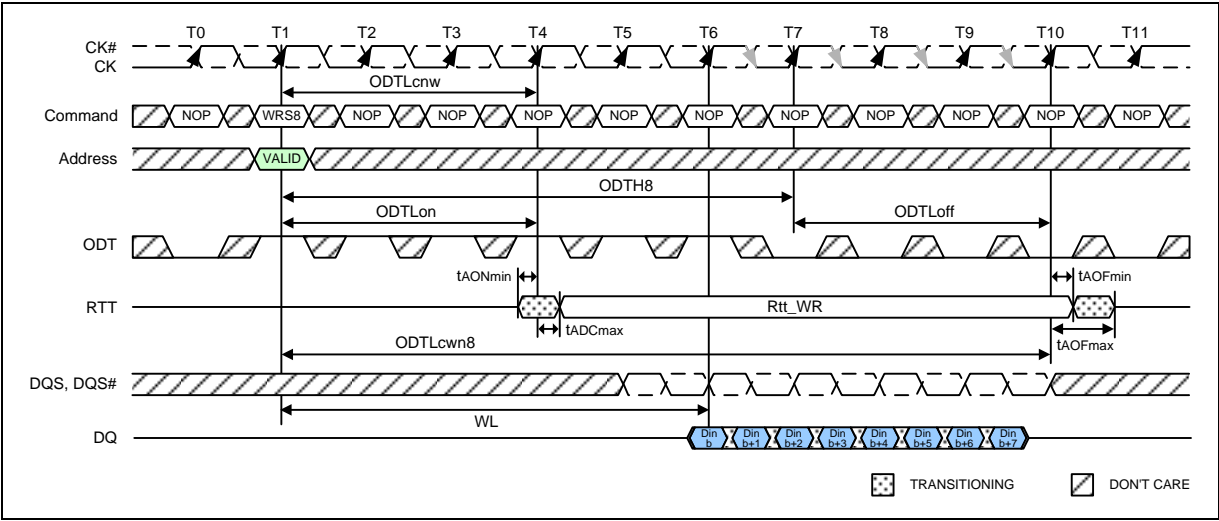 T0 T1 T2 T3 T4 T5 T6 T7 T8 T9 T10 T11
CK#
CK
ODTLcnw
Command NOP WRS8 NOP NOP NOP NOP NOP NOP NOP NOP NOP NOP
Address VALID
ODTH8
ODTLon ODTLoff
ODT
tAONmin tAOFmin
RTT Rtt_WR
tADCmax
tAOFmax
ODTLcwn8
DQS, DQS#
WL
DQ Din b Din b+1 Din b+2 Din b+3 Din b+4 Din b+5 Din b+6 Din b+7
TRANSITIONING DON'T CARE